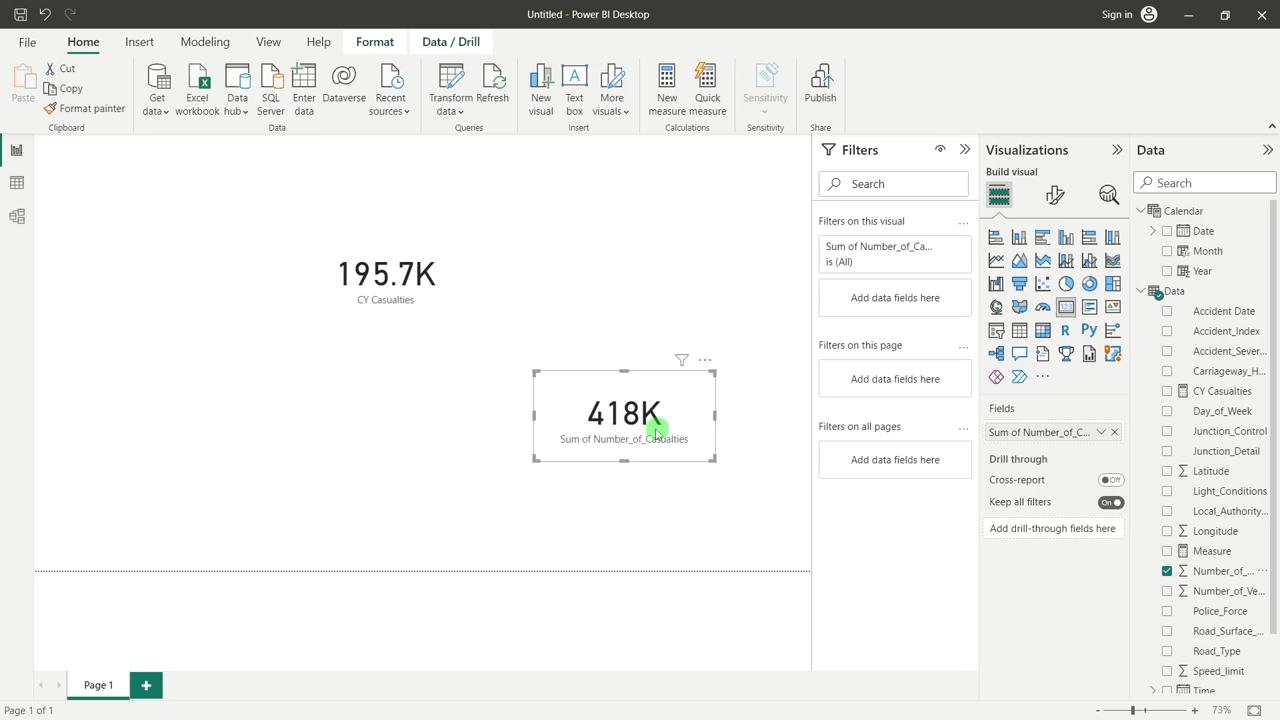 Untitled - Power BI Desktop
Sign in
File
Home
Insert
Modeling
View
Help
Format
Data / Drill
Paste
Cut
Copy
Format painter
Clipboard
Get data
Excel workbook
Data hub
SQL Server
Enter data
Dataverse
Recent sources
Data
Transform data
Refresh
Queries
New visual
Text box
More visuals
Insert
New measure
Quick measure
Calculations
Sensitivity
Sensitivity
Publish
Share
195.7K
CY Casualties
418K
Sum of Number_of_Casualties
Filters
Search
Filters on this visual
Sum of Number_of_Ca...
is (All)
Add data fields here
Filters on this page
Add data fields here
Filters on all pages
Add data fields here
Visualizations
Build visual
123
R
Py
Fields
Sum of Number_of_C...
Drill through
Cross-report
Off
Keep all filters
On
Add drill-through fields here
Data
Search
Calendar
Date
Month
Year
Data
Accident Date
Accident_Index
Accident_Sever...
Carriageway_H...
CY Casualties
Day_of_Week
Junction_Control
Junction_Detail
Latitude
Light_Conditions
Local_Authority...
Longitude
Measure
Number_of_...
Number_of_Ve...
Police_Force
Road_Surface_...
Road_Type
Speed_limit
Time
Page 1
Page 1 of 1
73%